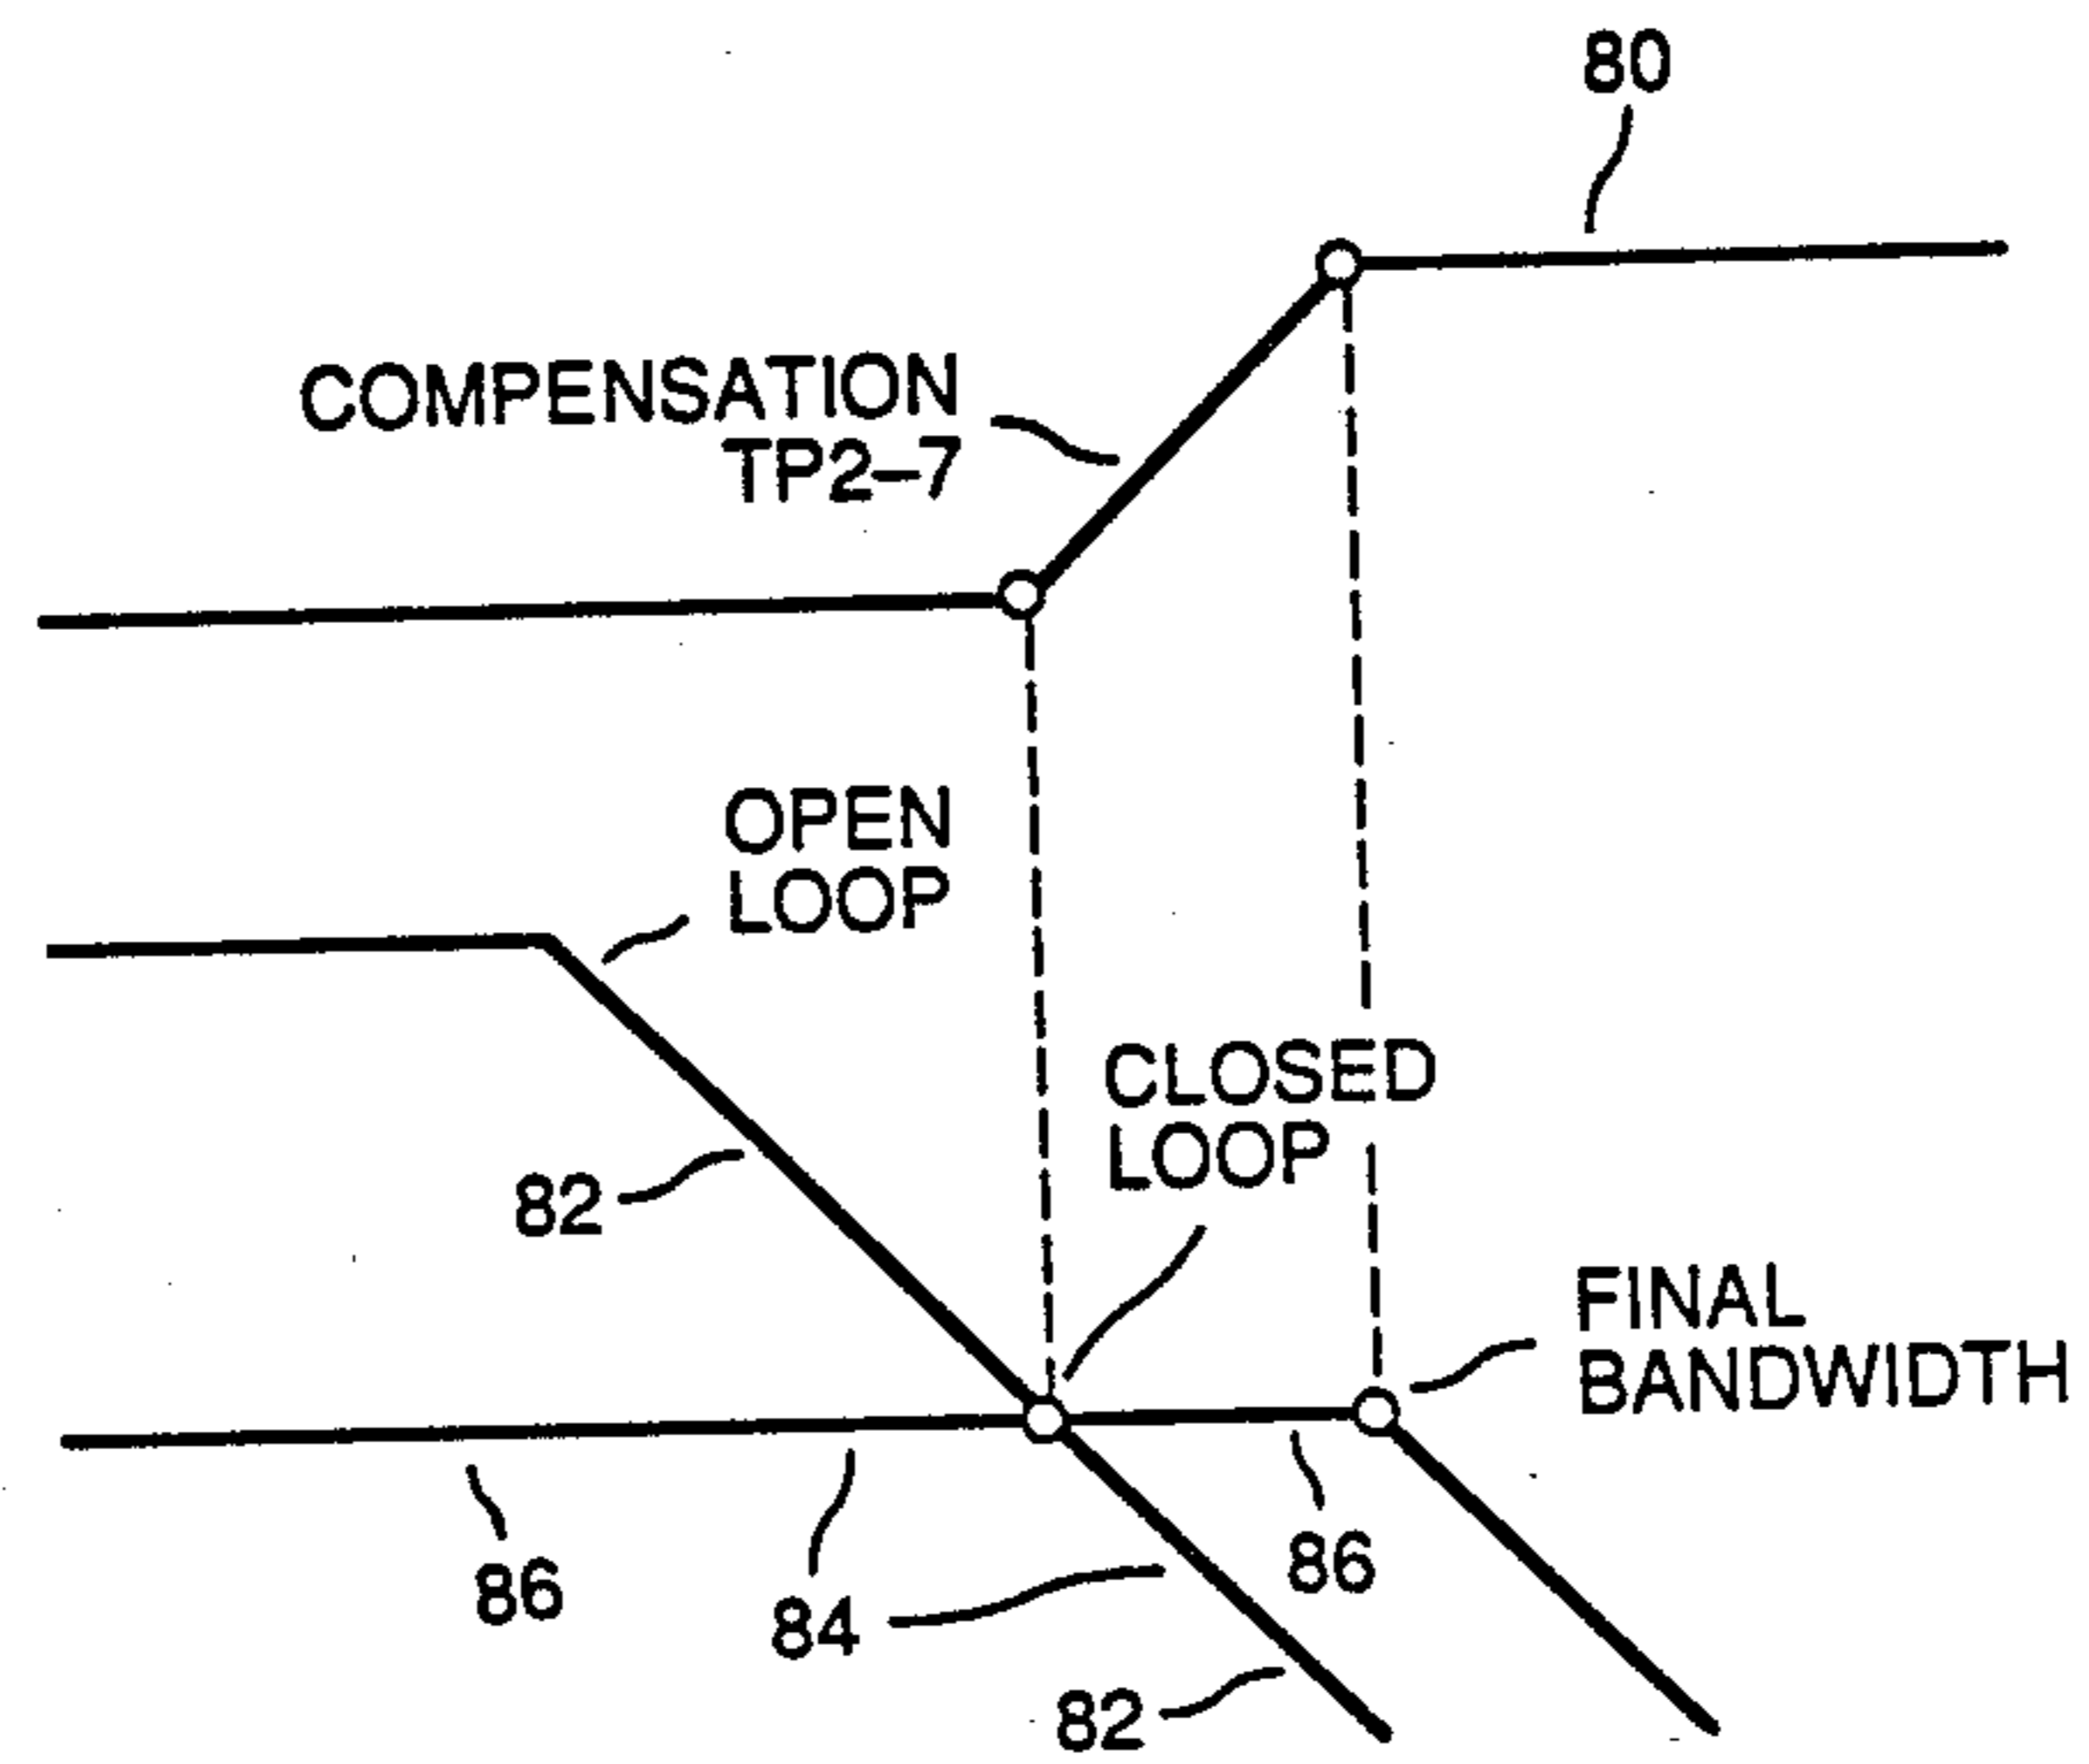 80
COMPENSATION
TP2-7
OPEN
LOOP
CLOSED
LOOP
82
FINAL
BANDWIDTH
86
84
86
82